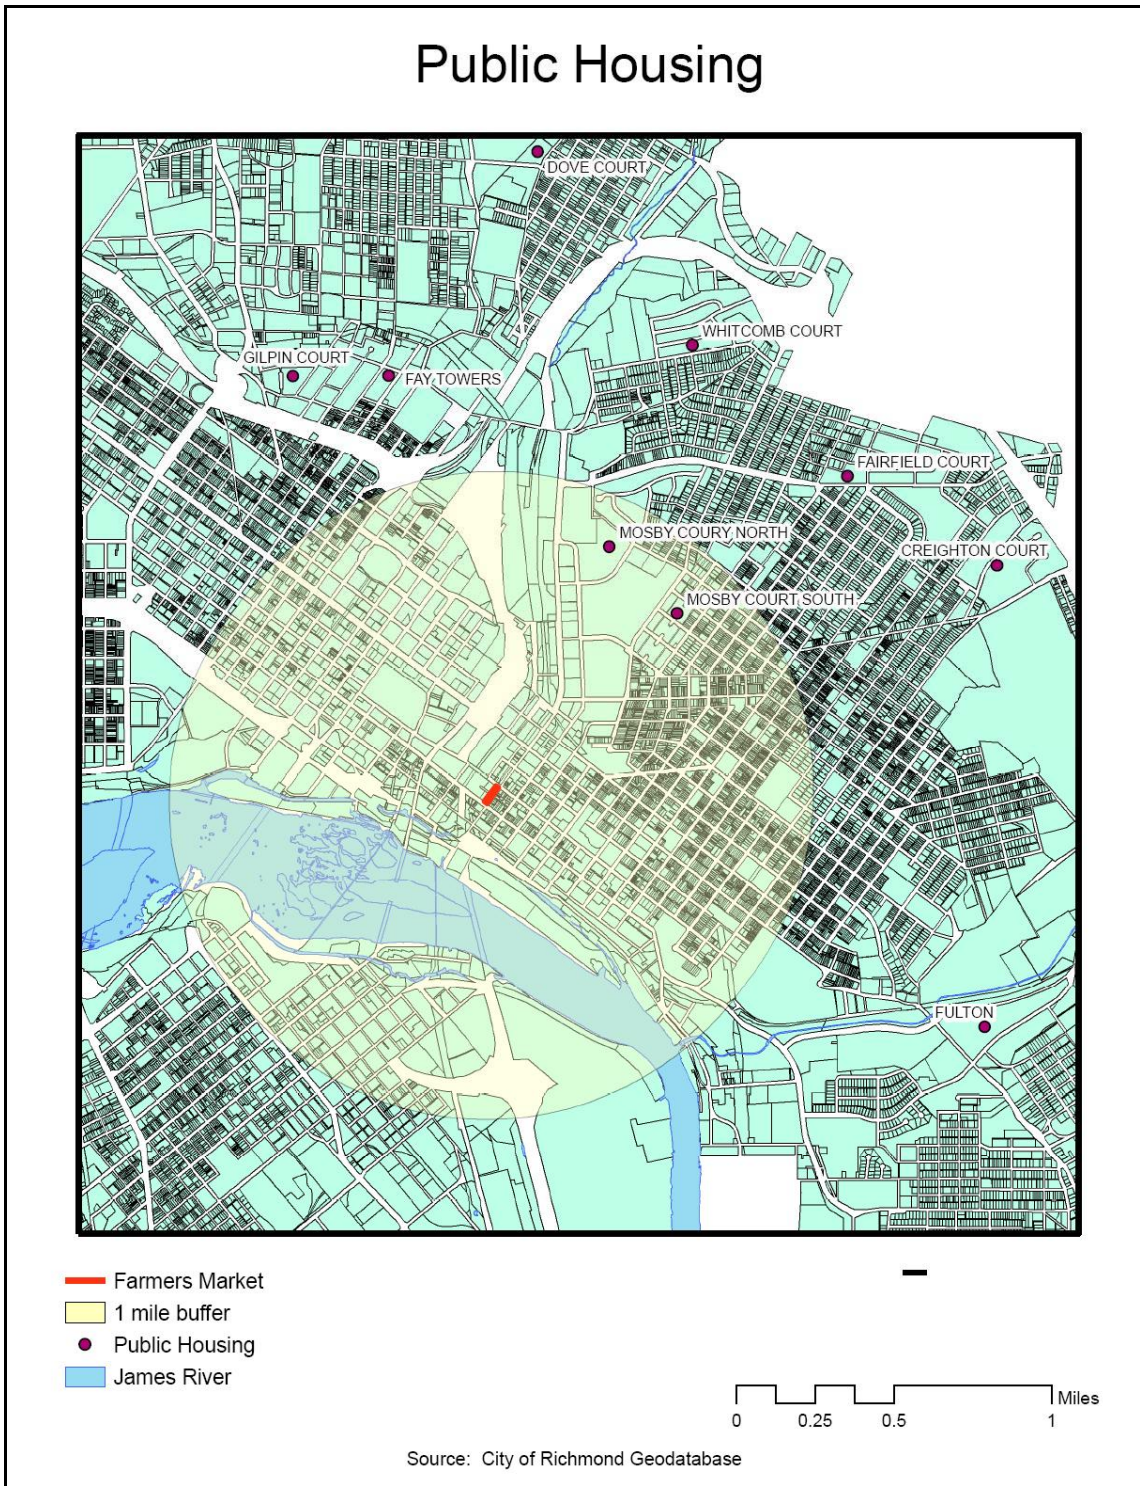 Public Housing
DOVE COURT
WHITCOMB COURT
GILPIN COURT
FAY TOWERS
FAIRFIELD COURT
MOSBY COURY NORTH
CREIGHTON COURT
MOSBY COURT SOUTH
FULTON
Farmers Market
1 mile buffer
Public Housing
James River
Miles
0 0.25 0.5 1
Source: City of Richmond Geodatabase